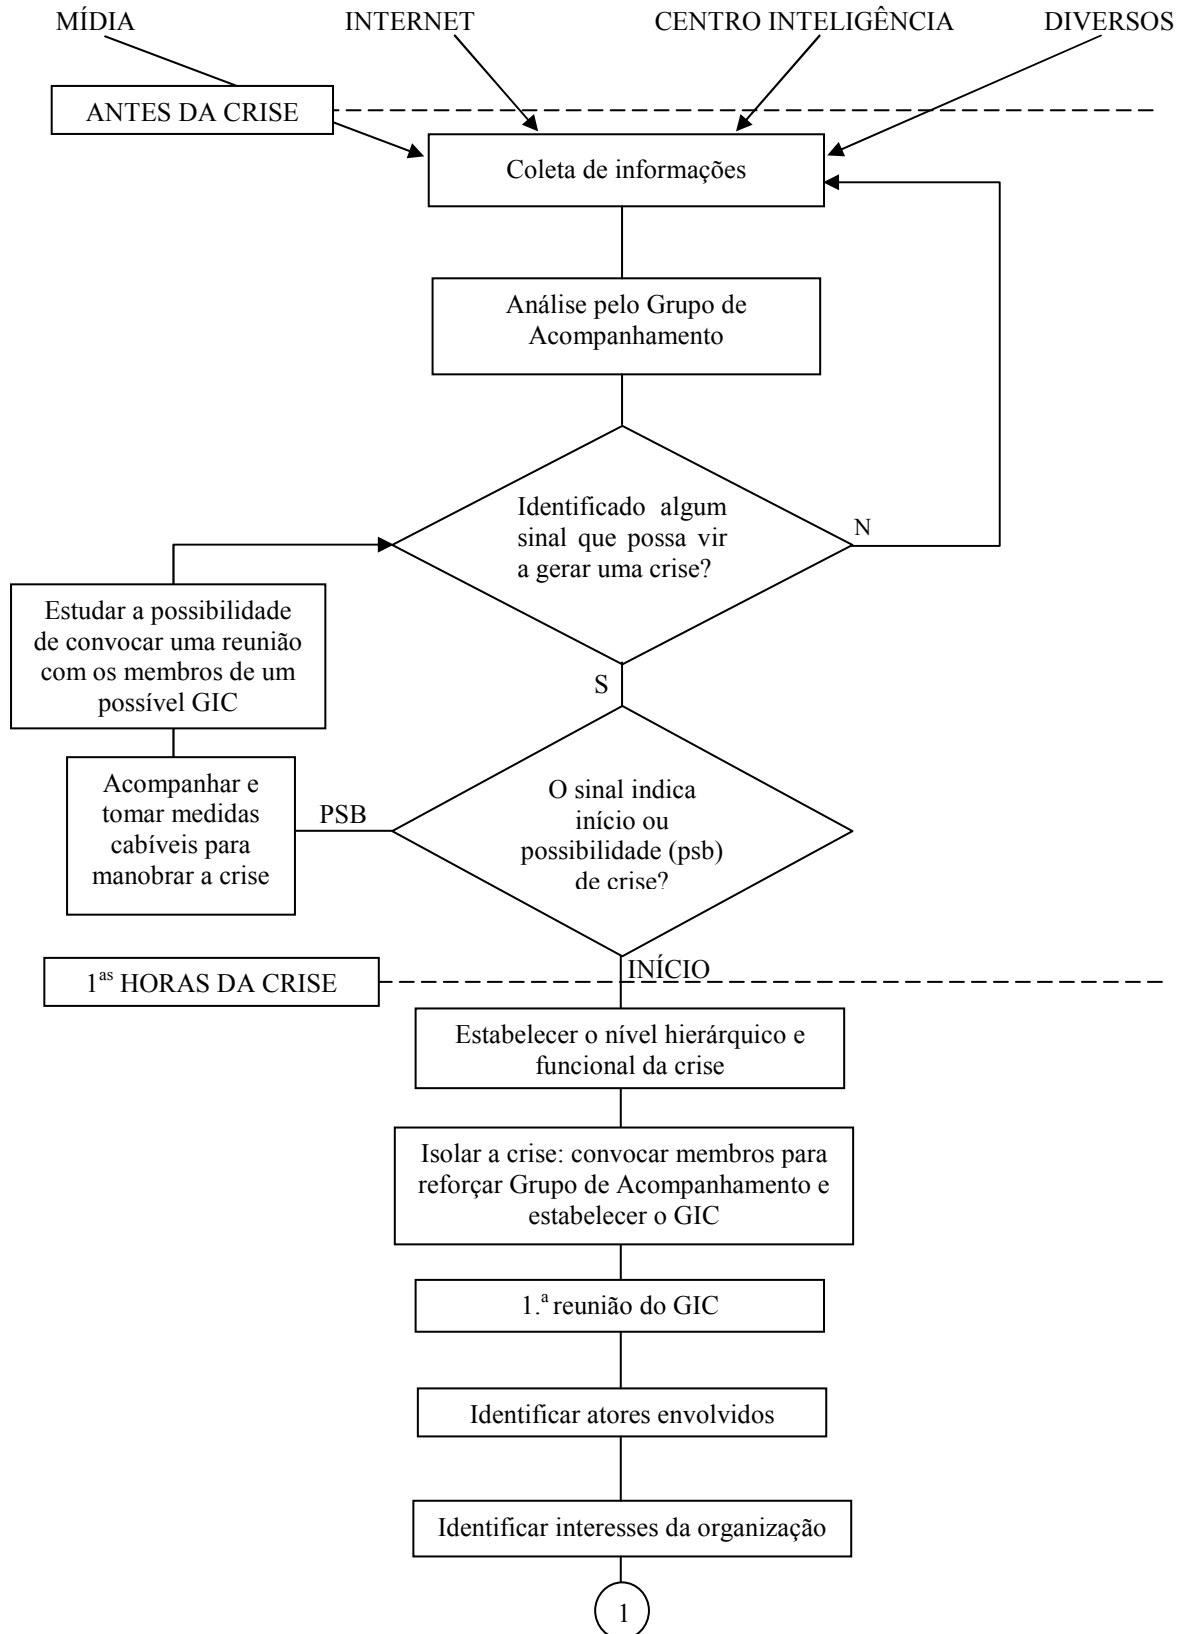 MÍDIA
INTERNET
CENTRO INTELIGÊNCIA
DIVERSOS
ANTES DA CRISE
Coleta de informações
Análise pelo Grupo de
Acompanhamento
Identificado algum
sinal que possa vir
a gerar uma crise?
N
Estudar a possibilidade
de convocar uma reunião
com os membros de um
possível GIC
S
Acompanhar e
tomar medidas
cabíveis para
manobrar a crise
PSB
O sinal indica
início ou
possibilidade (psb)
de crise?
INÍCIO
1as HORAS DA CRISE
Estabelecer o nível hierárquico e
funcional da crise
Isolar a crise: convocar membros para
reforçar Grupo de Acompanhamento e
estabelecer o GIC
1.ª reunião do GIC
Identificar atores envolvidos
Identificar interesses da organização
1